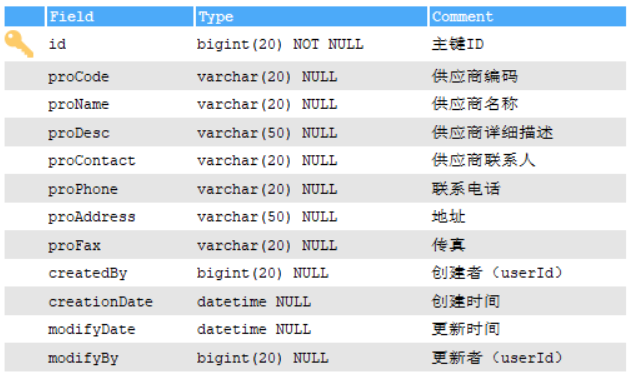 Field Type Comment
id bigint(20) NOT NULL 主键ID
proCode varchar(20) NULL 供应商编码
proName varchar(20) NULL 供应商名称
proDesc varchar(50) NULL 供应商详细描述
proContact varchar(20) NULL 供应商联系人
proPhone varchar(20) NULL 联系电话
proAddress varchar(50) NULL 地址
proFax varchar(20) NULL 传真
createdBy bigint(20) NULL 创建者（userId）
creationDate datetime NULL 创建时间
modifyDate datetime NULL 更新时间
modifyBy bigint(20) NULL 更新者（userId）